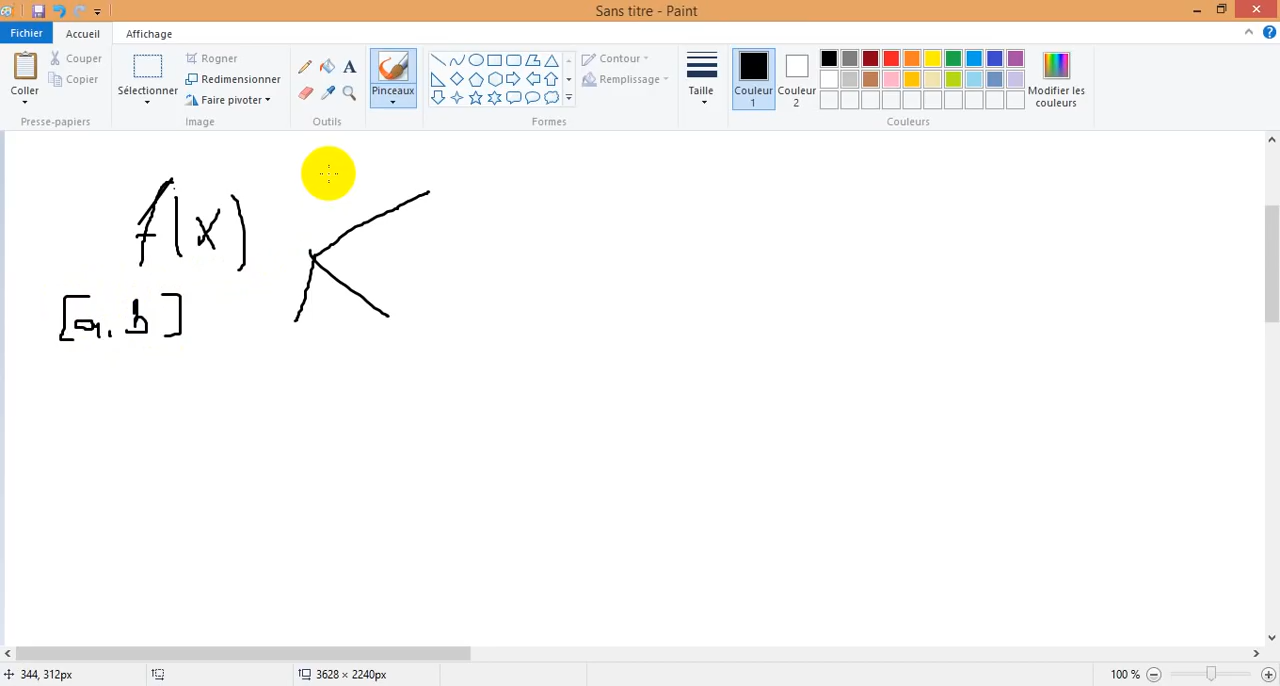 Sans titre - Paint
Fichier Accueil Affichage
Coller
Couper
Copier
Presse-papiers
Sélectionner
Rogner
Redimensionner
Faire pivoter
Image
A
Outils
Pinceaux
Contour
Remplissage
Formes
Taille
Couleur 1
Couleur 2
Modifier les couleurs
Couleurs
f(x)
[a, b]
344, 312px
3628 × 2240px
100 %